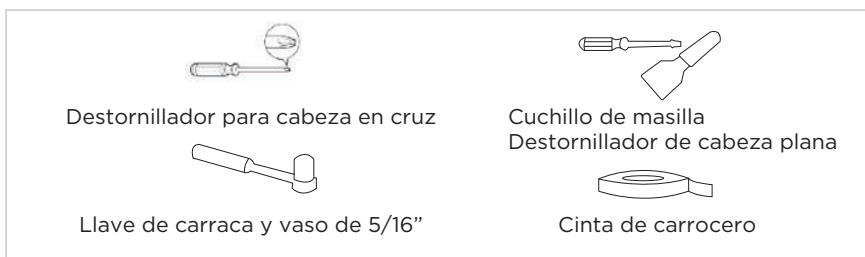 Destornillador para cabeza en cruz
Cuchillo de masilla
Destornillador de cabeza plana
Llave de carraca y vaso de 5/16”
Cinta de carrocero